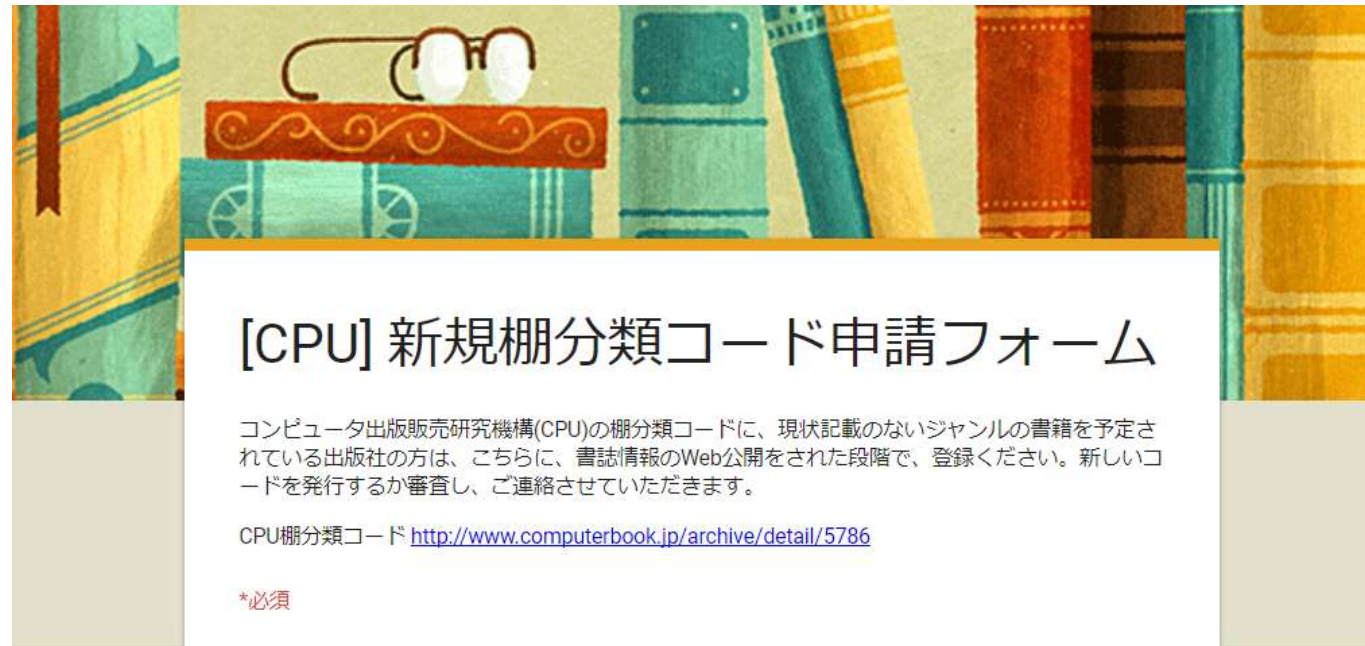 [CPU] 新規棚分類コード申請フォーム
コンピュータ出版販売研究機構(CPU)の棚分類コードに、現状記載のないジャンルの書籍を予定さ
れている出版社の方は、こちらに、書誌情報のWeb公開をされた段階で、登録ください。新しいコ
ードを発行するか審査し、ご連絡させていただきます。
CPU棚分類コード http://www.computerbook.jp/archive/detail/5786
*必須